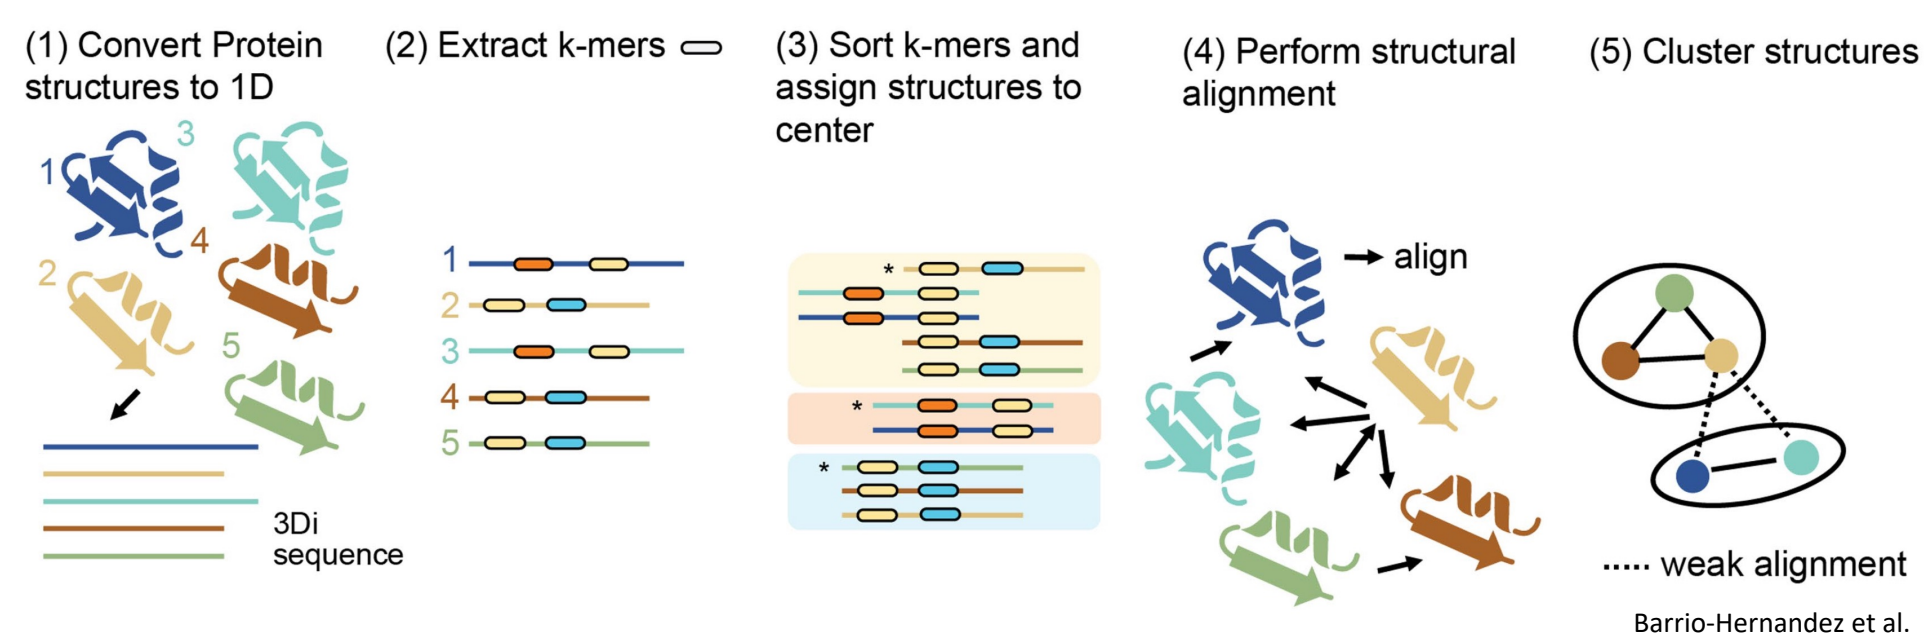 (1) Convert Protein
structures to 1D
1
3
2
4
5
3Di
sequence
(2) Extract k-mers
1
2
3
4
5
(3) Sort k-mers and
assign structures to
center
*
*
*
(4) Perform structural
alignment
align
(5) Cluster structures
weak alignment
Barrio-Hernandez et al.